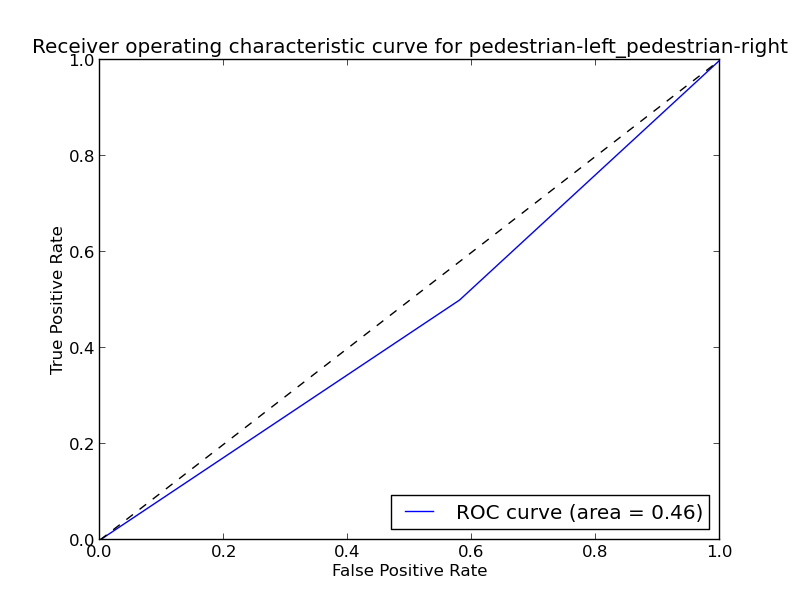 Receiver operating characteristic curve for pedestrian-left_pedestrian-right
1.0
0.8
0.6
0.4
0.2
0.0
True Positive Rate
ROC curve (area = 0.46)
0.0 0.2 0.4 0.6 0.8 1.0
False Positive Rate